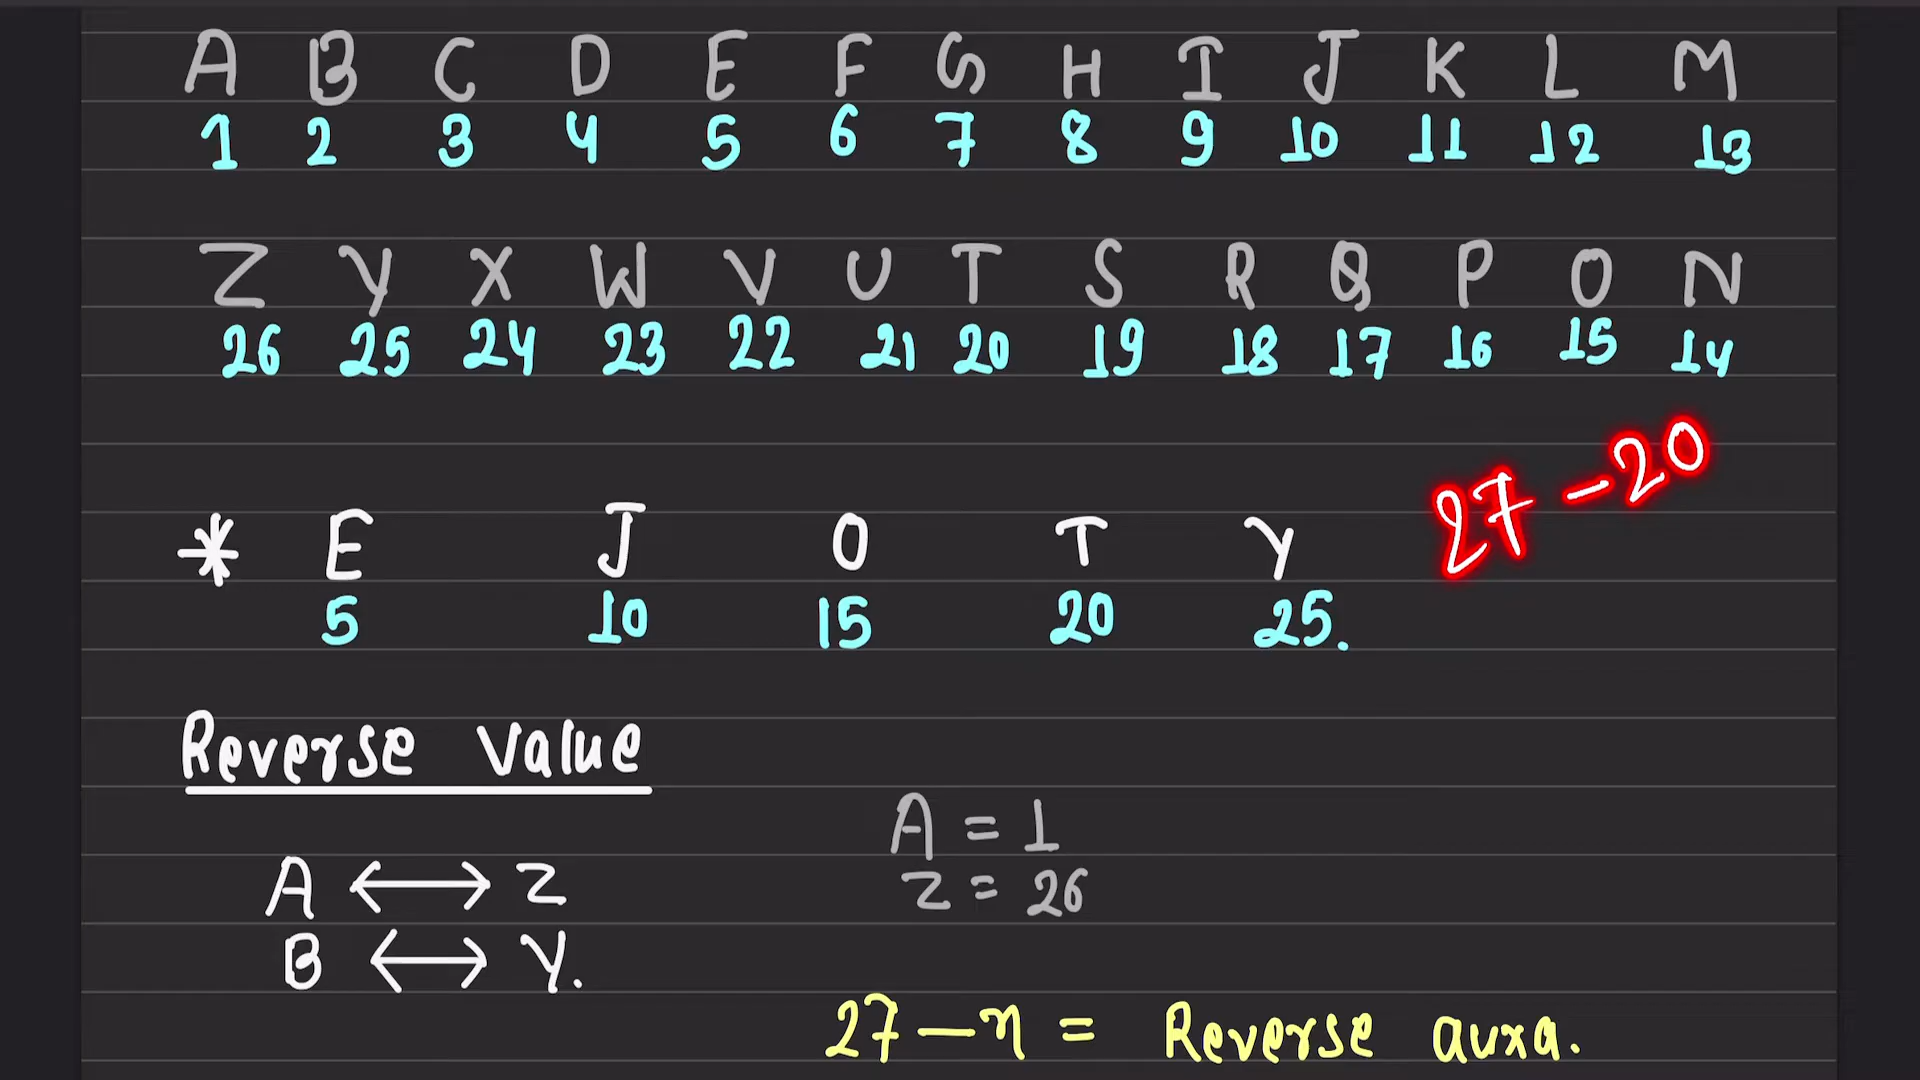 A B C D E F G H I J K L M
1 2 3 4 5 6 7 8 9 10 11 12 13
Z Y X W V U T S R Q P O N
26 25 24 23 22 21 20 19 18 17 16 15 14
27 - 20
* E J O T Y
5 10 15 20 25.
Reverse Value
A = 1
A ↔ Z
Z = 26
B ↔ Y.
27 - n = Reverse auxa.